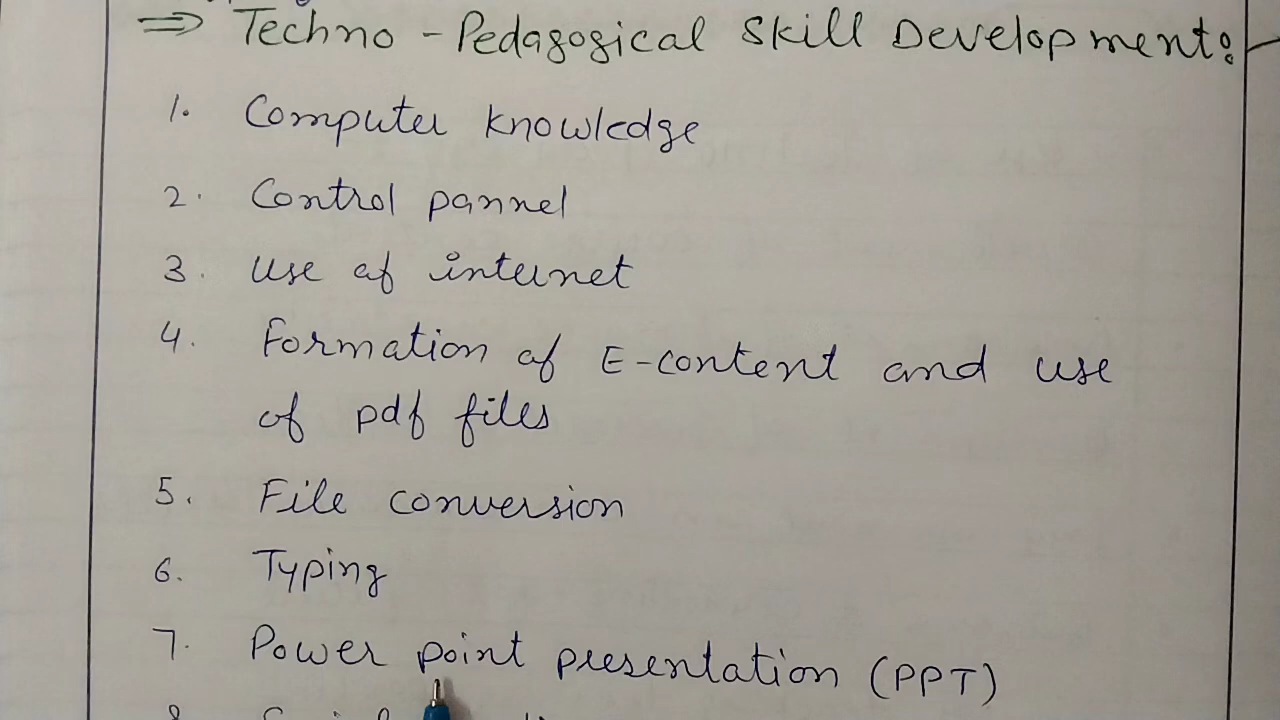 ⇒ Techno - Pedagogical Skill Development:
1. Computer knowledge
2. Control pannel
3. Use of internet
4. Formation of E-content and use
of pdf files
5. File conversion
6. Typing
7. Power point presentation (PPT)
8.